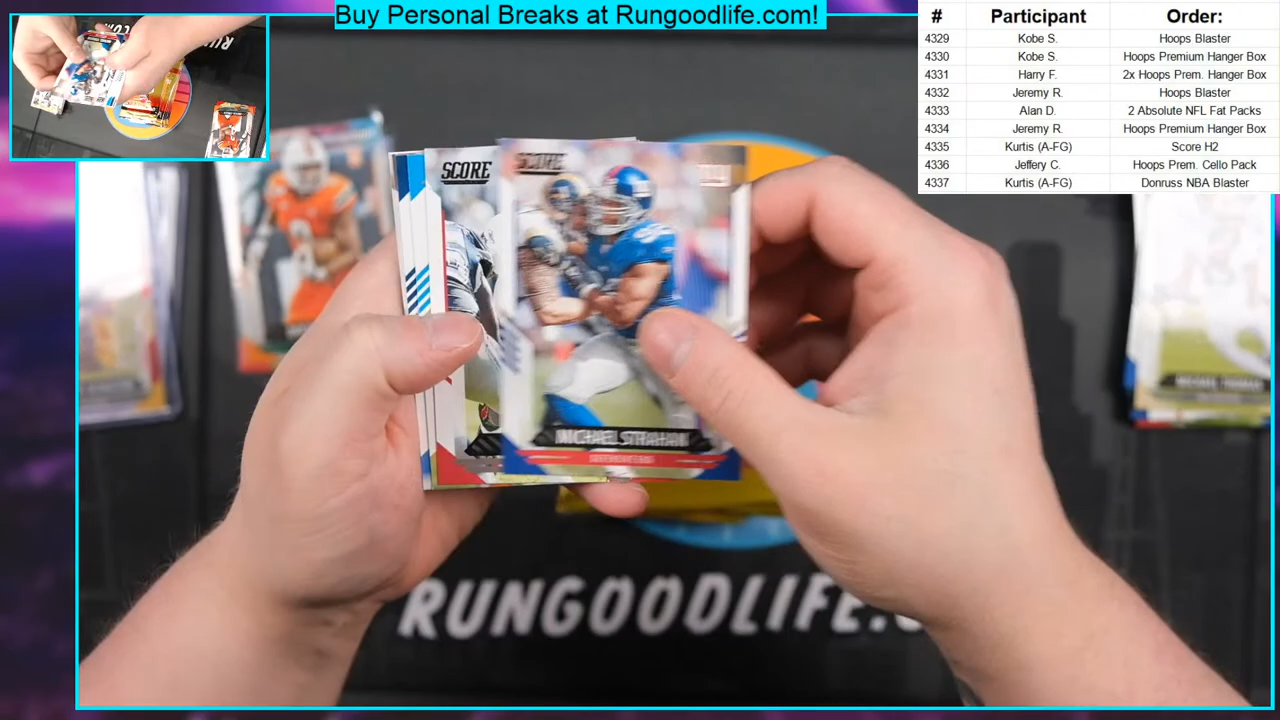 Buy Personal Breaks at Rungoodlife.com!
# Participant Order:
4329 Kobe S. Hoops Blaster
4330 Kobe S. Hoops Premium Hanger Box
4331 Harry F. 2x Hoops Prem. Hanger Box
4332 Jeremy R. Hoops Blaster
4333 Alan D. 2 Absolute NFL Fat Packs
4334 Jeremy R. Hoops Premium Hanger Box
4335 Kurtis (A-FG) Score H2
4336 Jeffery C. Hoops Prem. Cello Pack
4337 Kurtis (A-FG) Donruss NBA Blaster
SCORE
SCORE
MICHAEL STRAHAN
MICHAEL THOMAS
RUNGOODLIFE.C